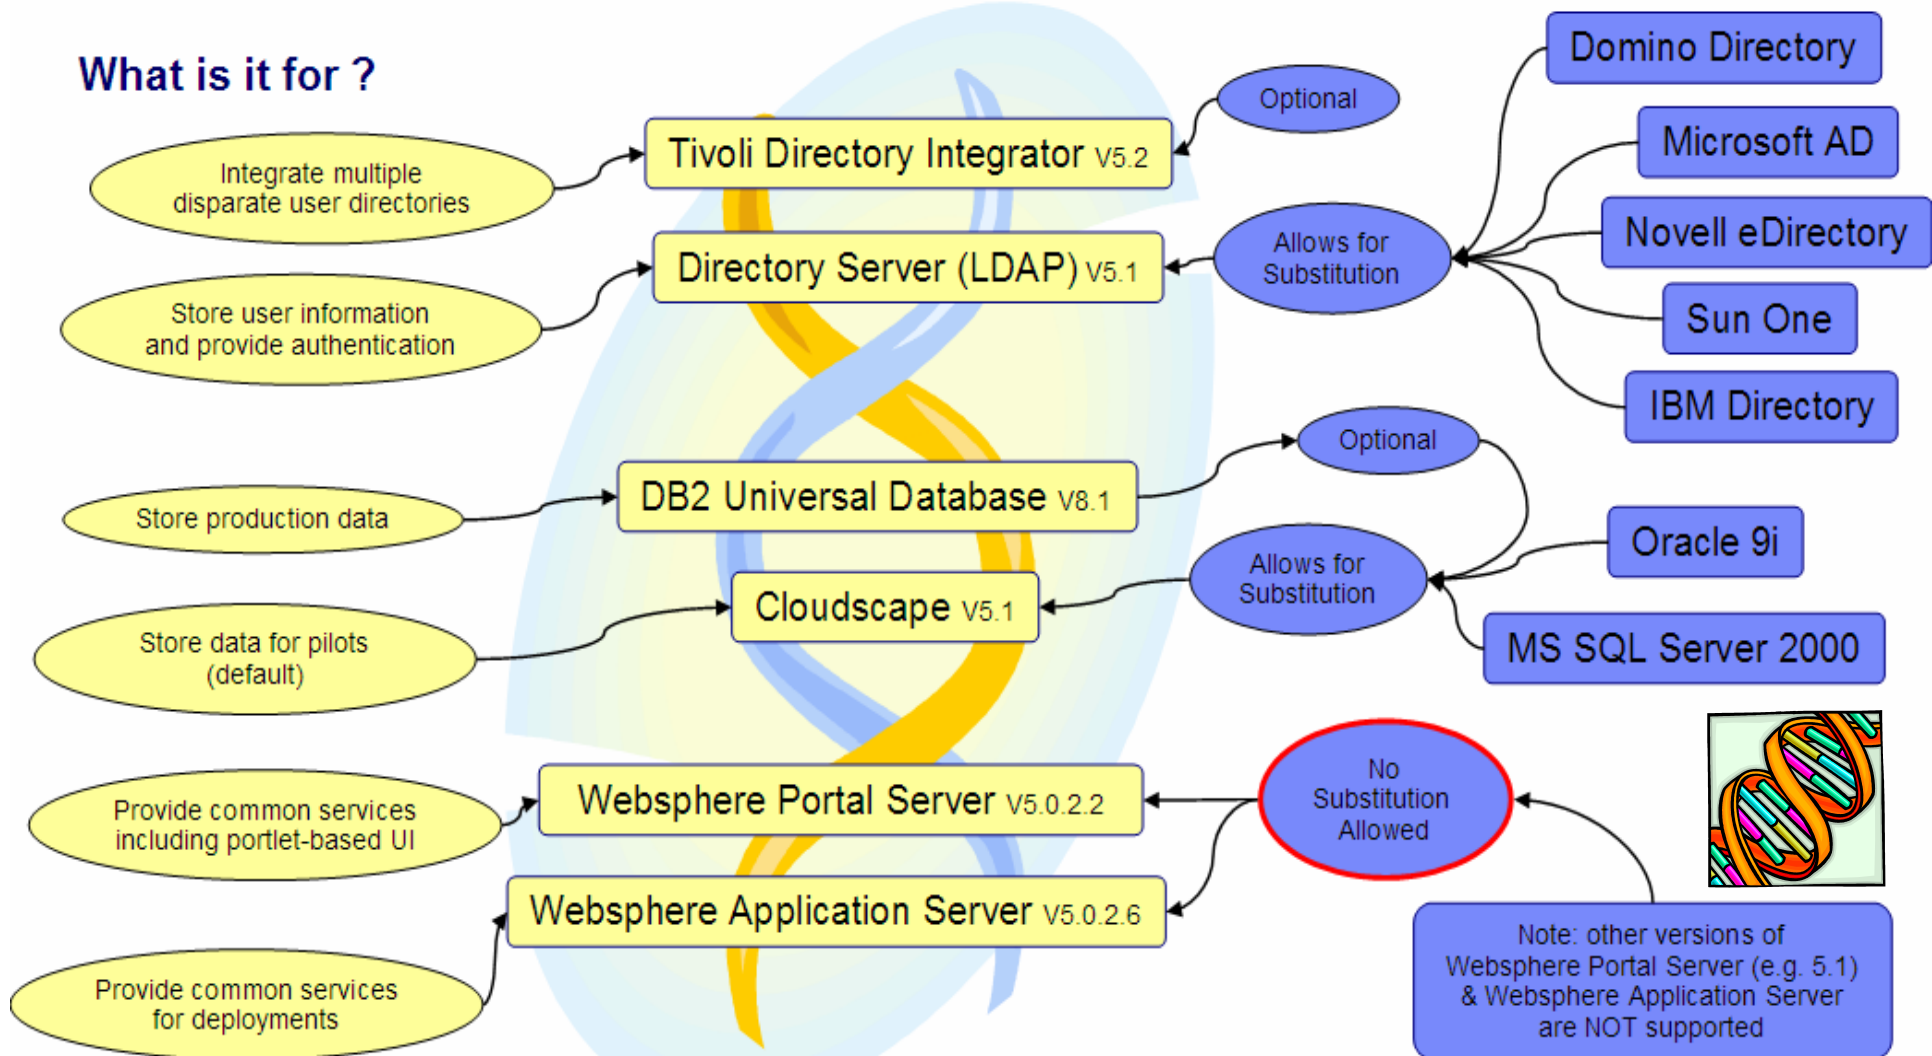 What is it for ?
Integrate multiple
disparate user directories
Tivoli Directory Integrator V5.2
Optional
Store user information
and provide authentication
Directory Server (LDAP) V5.1
Allows for
Substitution
Domino Directory
Microsoft AD
Novell eDirectory
Sun One
IBM Directory
Store production data
DB2 Universal Database V8.1
Optional
Store data for pilots
(default)
Cloudscape V5.1
Allows for
Substitution
Oracle 9i
MS SQL Server 2000
Provide common services
including portlet-based UI
Websphere Portal Server V5.0.2.2
No
Substitution
Allowed
Provide common services
for deployments
Websphere Application Server V5.0.2.6
Note: other versions of
Websphere Portal Server (e.g. 5.1)
& Websphere Application Server
are NOT supported